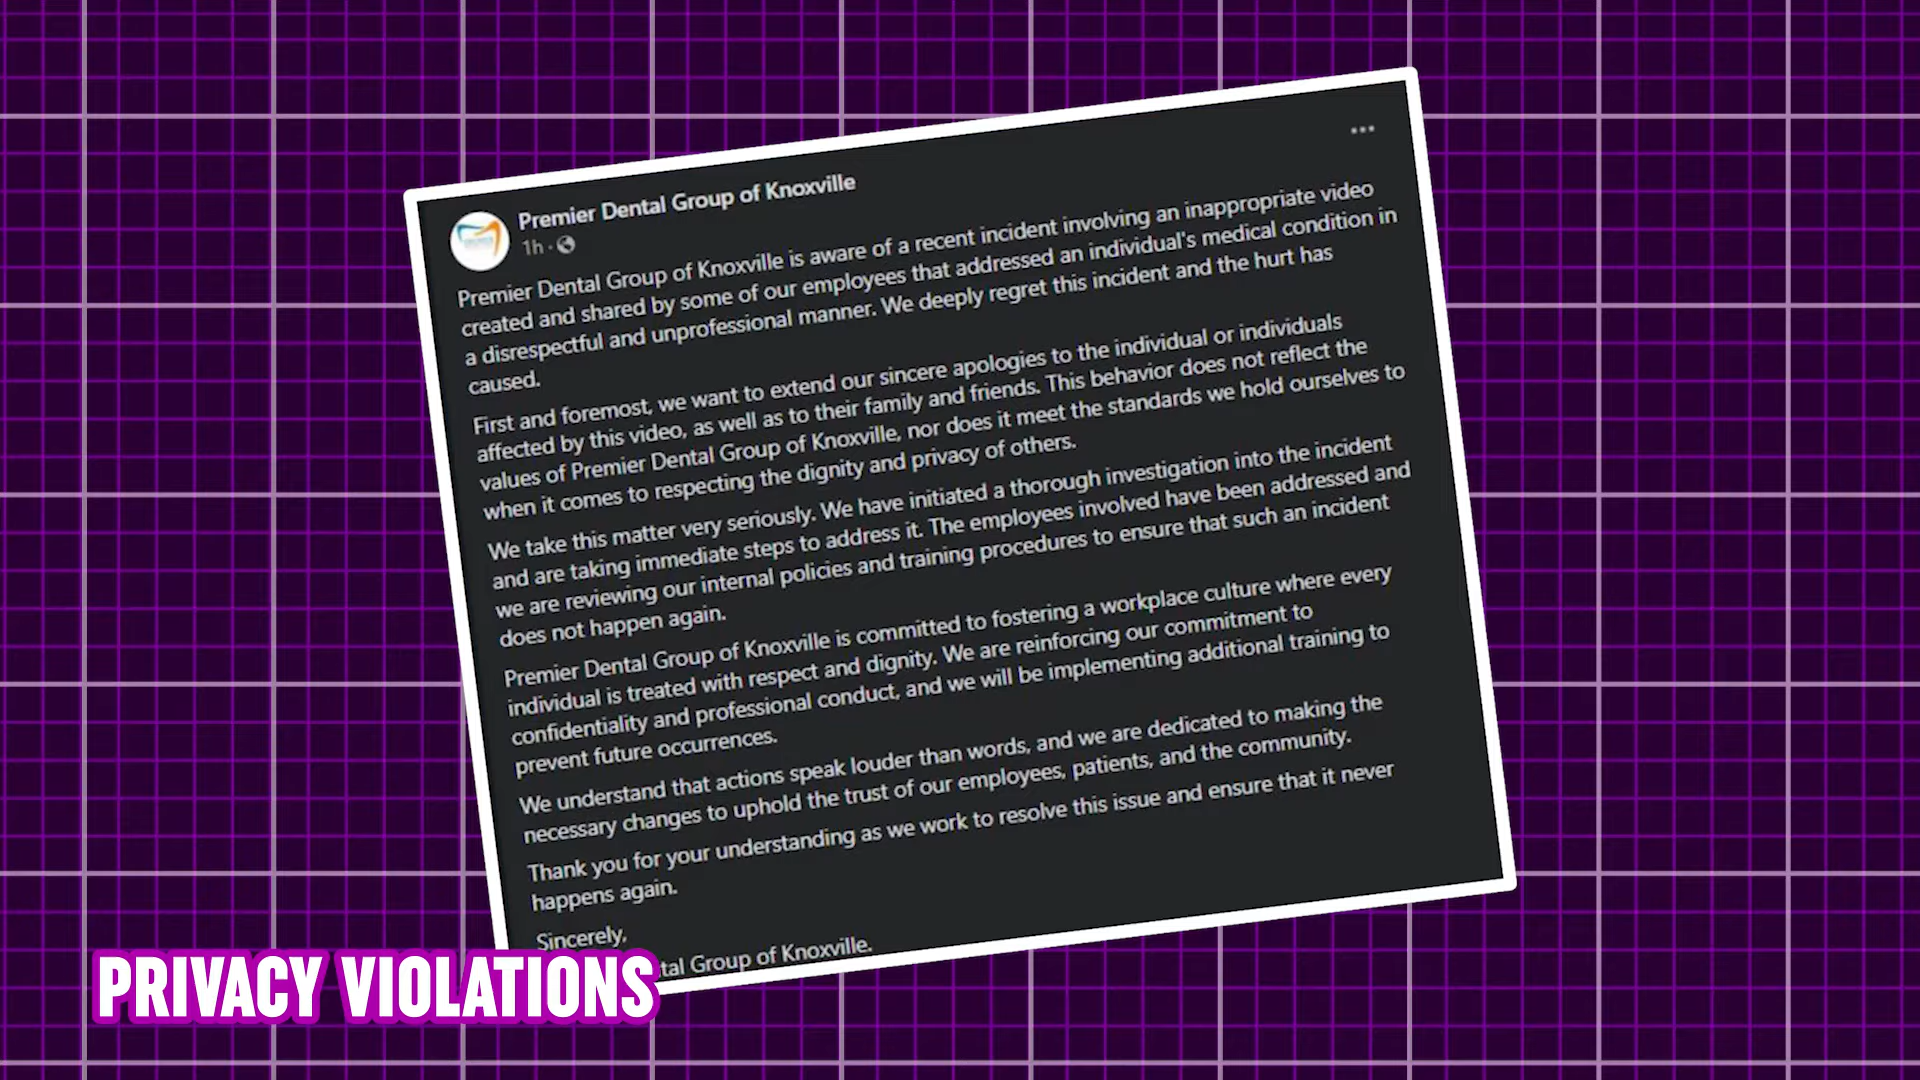 Premier Dental Group of Knoxville
1h
Premier Dental Group of Knoxville is aware of a recent incident involving an inappropriate video
created and shared by some of our employees that addressed an individual's medical condition in
a disrespectful and unprofessional manner. We deeply regret this incident and the hurt has
caused.
First and foremost, we want to extend our sincere apologies to the individual or individuals
affected by this video, as well as to their family and friends. This behavior does not reflect the
values of Premier Dental Group of Knoxville, nor does it meet the standards we hold ourselves to
when it comes to respecting the dignity and privacy of others.
We take this matter very seriously. We have initiated a thorough investigation into the incident
and are taking immediate steps to address it. The employees involved have been addressed and
we are reviewing our internal policies and training procedures to ensure that such an incident
does not happen again.
Premier Dental Group of Knoxville is committed to fostering a workplace culture where every
individual is treated with respect and dignity. We are reinforcing our commitment to
confidentiality and professional conduct, and we will be implementing additional training to
prevent future occurrences.
We understand that actions speak louder than words, and we are dedicated to making the
necessary changes to uphold the trust of our employees, patients, and the community.
Thank you for your understanding as we work to resolve this issue and ensure that it never
happens again.
Sincerely,
tal Group of Knoxville.
PRIVACY VIOLATIONS